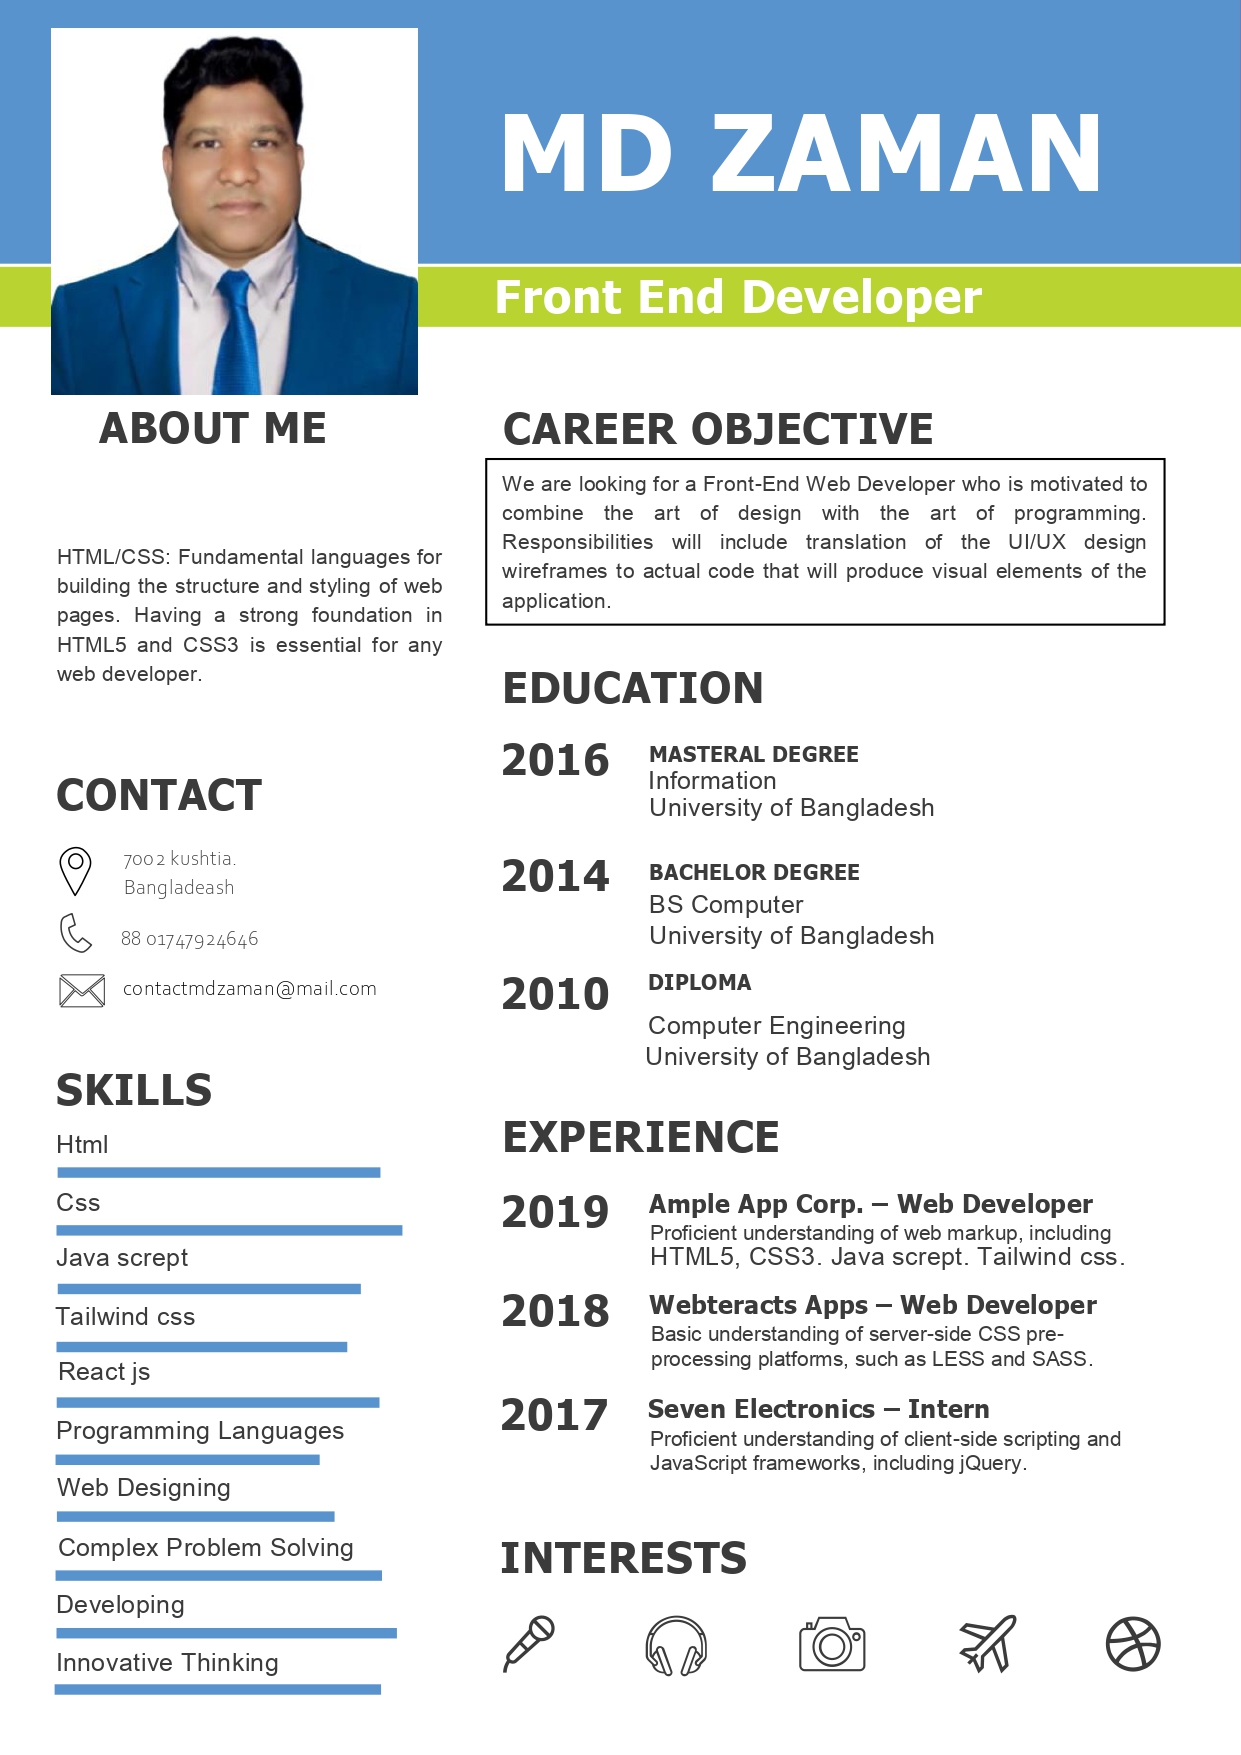 MD ZAMAN
Front End Developer
ABOUT ME
HTML/CSS: Fundamental languages for
building the structure and styling of web
pages. Having a strong foundation in
HTML5 and CSS3 is essential for any
web developer.
CONTACT
7002 kushtia.
Bangladeash
88 01747924646
contactmdzaman@mail.com
SKILLS
Html
Css
Java scrept
Tailwind css
React js
Programming Languages
Web Designing
Complex Problem Solving
Developing
Innovative Thinking
CAREER OBJECTIVE
We are looking for a Front-End Web Developer who is motivated to
combine the art of design with the art of programming.
Responsibilities will include translation of the UI/UX design
wireframes to actual code that will produce visual elements of the
application.
EDUCATION
2016 MASTERAL DEGREE
Information
University of Bangladesh
2014 BACHELOR DEGREE
BS Computer
University of Bangladesh
2010 DIPLOMA
Computer Engineering
University of Bangladesh
EXPERIENCE
2019 Ample App Corp. – Web Developer
Proficient understanding of web markup, including
HTML5, CSS3. Java scrept. Tailwind css.
2018 Webteracts Apps – Web Developer
Basic understanding of server-side CSS pre-
processing platforms, such as LESS and SASS.
2017 Seven Electronics – Intern
Proficient understanding of client-side scripting and
JavaScript frameworks, including jQuery.
INTERESTS